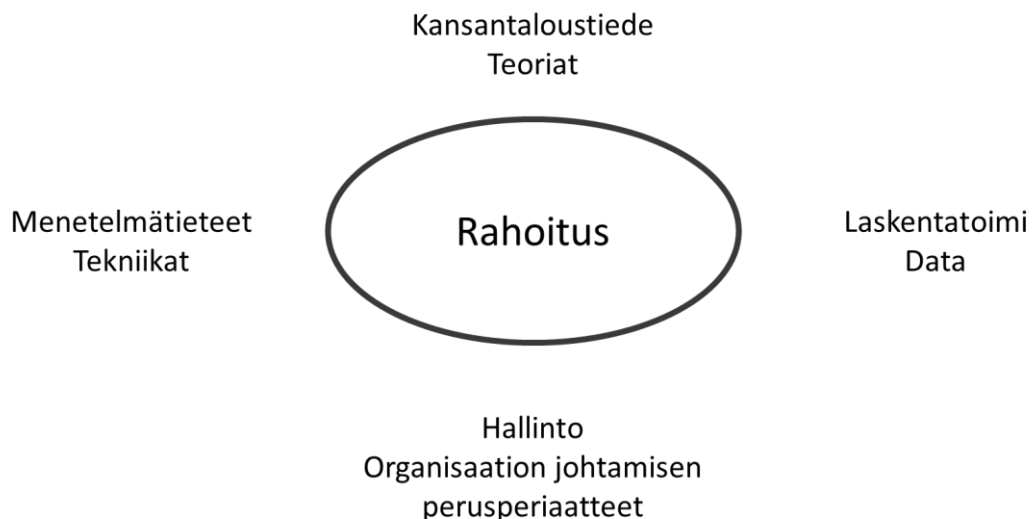 Kansantaloustiede
Teoriat
Menetelmätieteet
Tekniikat
Rahoitus
Laskentatoimi
Data
Hallinto
Organisaation johtamisen
perusperiaatteet